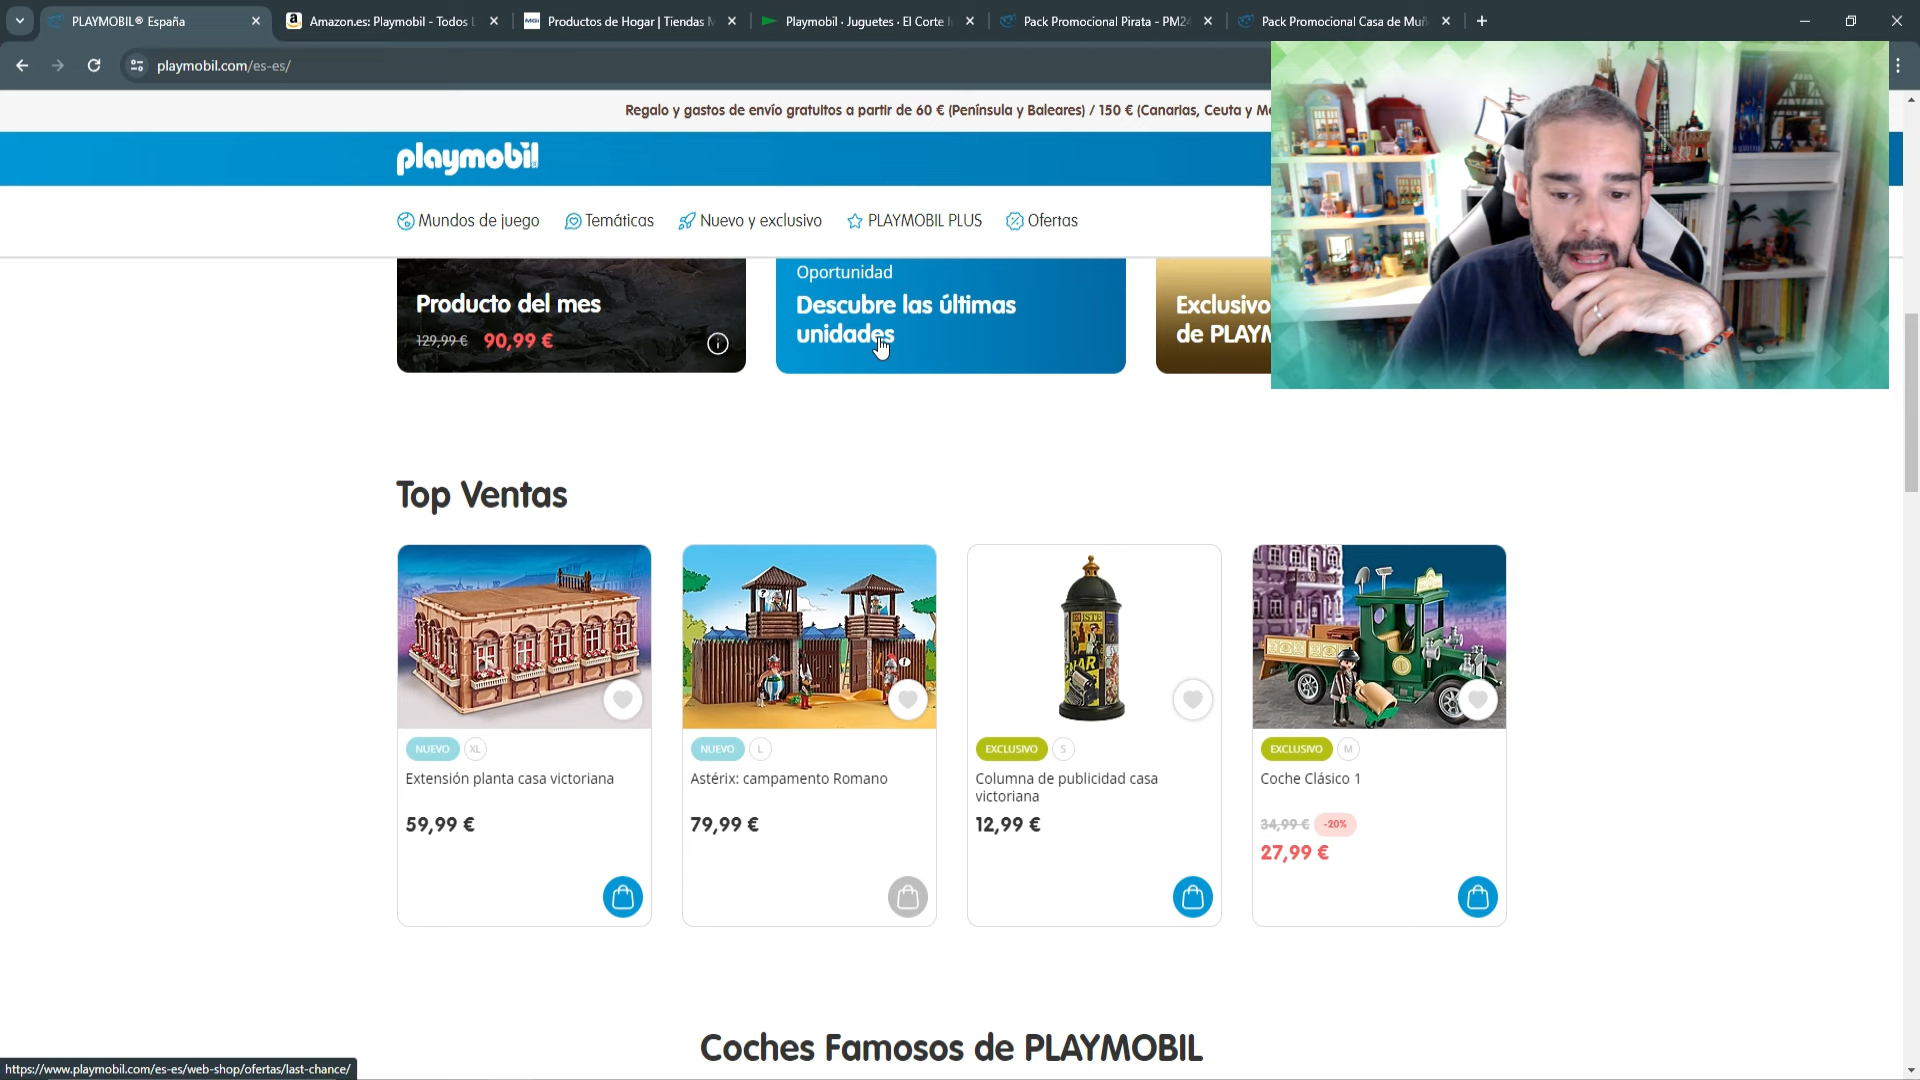 PLAYMOBIL® España
Amazon.es: Playmobil - Todos
Productos de Hogar | Tiendas
Playmobil · Juguetes · El Corte
Pack Promocional Pirata - PM24
Pack Promocional Casa de Muñ
playmobil.com/es-es/
Regalo y gastos de envío gratuitos a partir de 60 € (Península y Baleares) / 150 € (Canarias, Ceuta y Me
playmobil
Mundos de juego
Temáticas
Nuevo y exclusivo
PLAYMOBIL PLUS
Ofertas
Producto del mes
129,99 € 90,99 €
Oportunidad
Descubre las últimas
unidades
Exclusivo
de PLAYM
Top Ventas
NUEVO XL
Extensión planta casa victoriana
59,99 €
NUEVO L
Astérix: campamento Romano
79,99 €
EXCLUSIVO S
Columna de publicidad casa
victoriana
12,99 €
EXCLUSIVO M
Coche Clásico 1
34,99 € -20%
27,99 €
Coches Famosos de PLAYMOBIL
https://www.playmobil.com/es-es/web-shop/ofertas/last-chance/